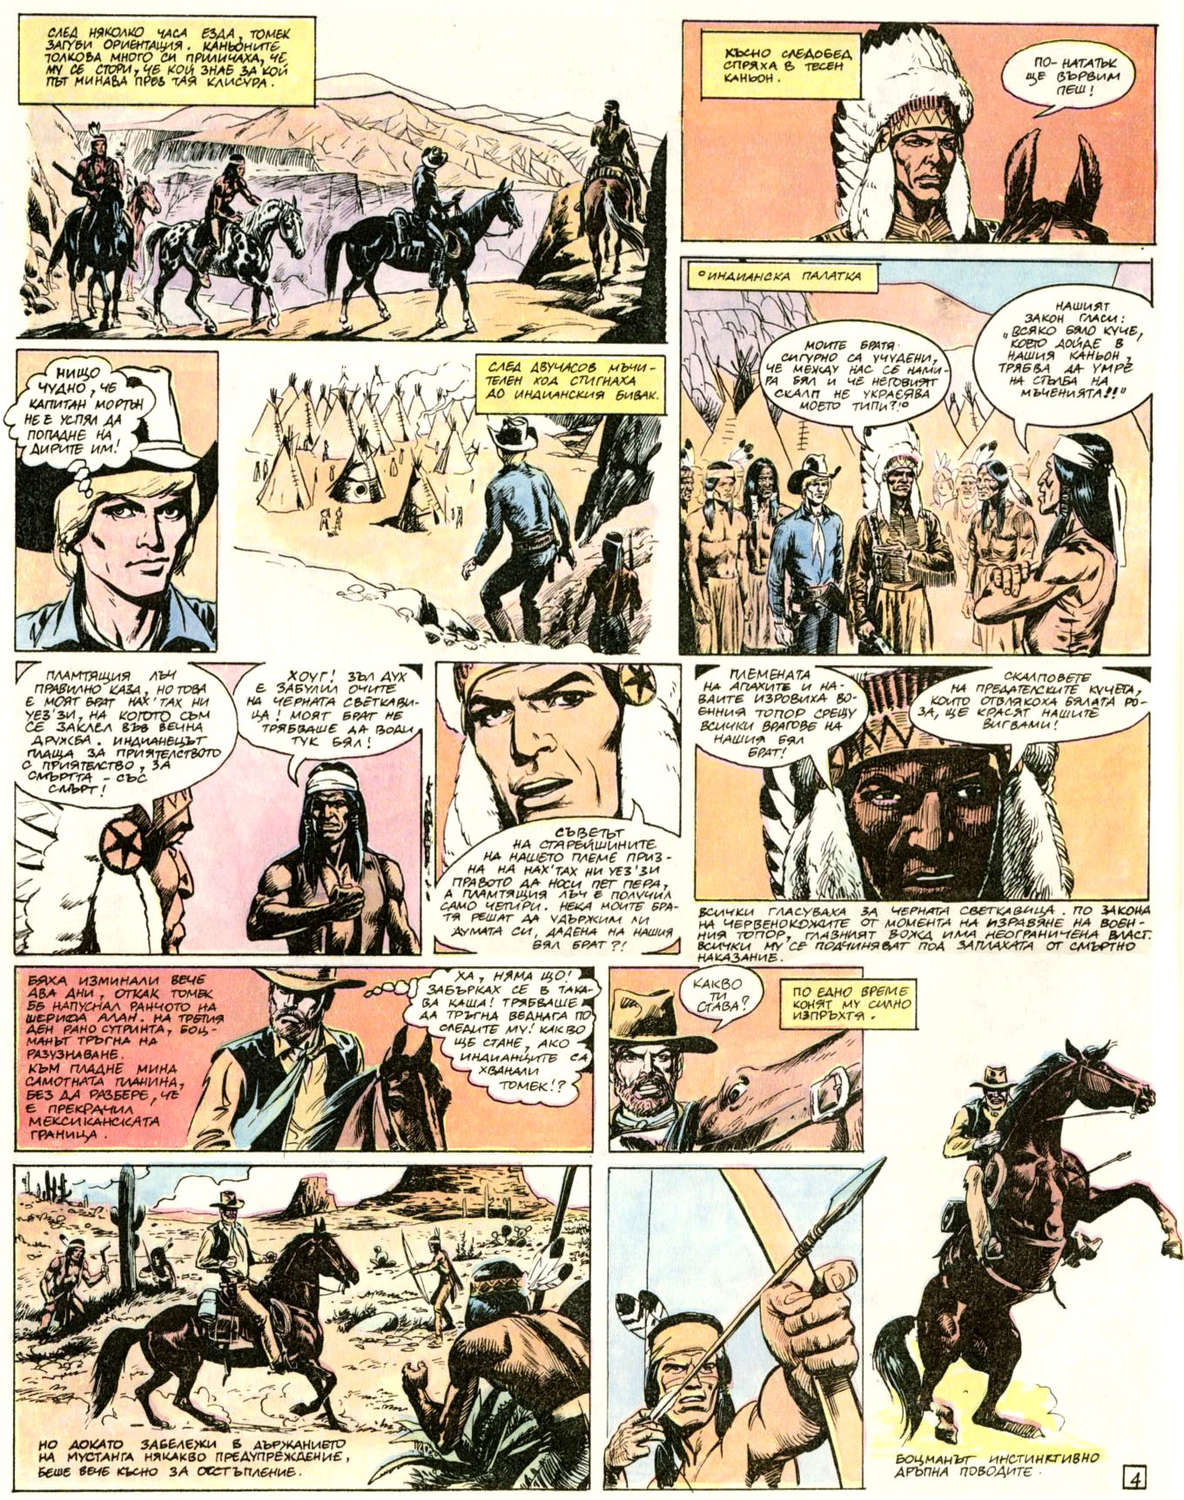 СЛЕД НЯКОЛКО ЧАСА ЕЗДА, ТОМЕК
ЗАГУБИ ОРИЕНТАЦИЯ. КАНЬОНИТЕ
ТОЛКОВА МНОГО СИ ПРИЛИЧАХА, ЧЕ
МУ СЕ СТОРИ, ЧЕ КОЙ ЗНАЕ ЗА КОЙ
ПЪТ МИНАВА ПРЕЗ ТАЯ КЛИСУРА.
КЪСНО СЛЕДОБЕД
СПРЯХА В ТЕСЕН
КАНЬОН.
ПО-НАТАТЪК
ЩЕ ВЪРВИМ
ПЕШ!
НИЩО
ЧУДНО, ЧЕ
КАПИТАН МОРТЪН
НЕ Е УСПЯЛ ДА
ПОПАДНЕ НА
ДИРИТЕ ИМ!
СЛЕД ДВУЧАСОВ МЪЧИ-
ТЕЛЕН ХОД СТИГНАХА
ДО ИНДИАНСКИЯ БИВАК.
°ИНДИАНСКА ПАЛАТКА
МОИТЕ БРАТЯ
СИГУРНО СА УЧУДЕНИ,
ЧЕ МЕЖДУ НАС СЕ НАМИ-
РА БЯЛ И ЧЕ НЕГОВИЯТ
СКАЛП НЕ УКРАСЯВА
МОЕТО ТИПИ?!°
НАШИЯТ
ЗАКОН ГЛАСИ:
"ВСЯКО БЯЛО КУЧЕ,
КОЕТО ДОЙДЕ В
НАШИЯ КАНЬОН,
ТРЯБВА ДА УМРЕ
НА СТЪЛБА НА
МЪЧЕНИЯТА!!"
ПЛАМТЯЩИЯ ЛЪЧ
ПРАВИЛНО КАЗА, НО ТОВА
Е МОЯТ БРАТ НАХ'ТАХ НИ
УЕЗ'ЗИ, НА КОГОТО СЪМ
СЕ ЗАКЛЕЛ ВЪВ ВЕЧНА
ДРУЖБА. ИНДИАНЕЦЪТ
ПЛАЩА ЗА ПРИЯТЕЛСТВОТО
С ПРИЯТЕЛСТВО, ЗА
СМЪРТТА - СЪС
СМЪРТ!
ХОУГ! ЗЪЛ ДУХ
Е ЗАБУЛИЛ ОЧИТЕ
НА ЧЕРНАТА СВЕТКАВИ-
ЦА! МОЯТ БРАТ НЕ
ТРЯБВАШЕ ДА ВОДИ
ТУК БЯЛ!
СЪВЕТЪТ
НА СТАРЕЙШИНИТЕ
НА НАШЕТО ПЛЕМЕ ПРИЗ-
НА НА НАХ'ТАХ НИ УЕЗ'ЗИ
ПРАВОТО ДА НОСИ ПЕТ ПЕРА,
А ПЛАМТЯЩИЯ ЛЪЧ Е ПОЛУЧИЛ
САМО ЧЕТИРИ. НЕКА МОИТЕ БРА-
ТЯ РЕШАТ ДА УДЪРЖИМ ЛИ
ДУМАТА СИ, ДАДЕНА НА НАШИЯ
БЯЛ БРАТ?!
ПЛЕМЕНАТА
НА АПАХИТЕ И НА-
ВАИТЕ ИЗРОВИХА ВО-
ЕННИЯ ТОПОР СРЕЩУ
ВСИЧКИ ВРАГОВЕ НА
НАШИЯ БЯЛ
БРАТ!
СКАЛПОВЕТЕ
НА ПРЕДАТЕЛСКИТЕ КУЧЕТА,
КОИТО ОТВЛЯКОХА БЯЛАТА РО-
ЗА, ЩЕ КРАСЯТ НАШИТЕ
ВИГВАМИ!
ВСИЧКИ ГЛАСУВАХА ЗА ЧЕРНАТА СВЕТКАВИЦА. ПО ЗАКОНА
НА ЧЕРВЕНОКОЖИТЕ ОТ МОМЕНТА НА ИЗРАВЯНЕ НА ВОЕН-
НИЯ ТОПОР, ГЛАЗНИЯТ ВОЖД ИМА НЕОГРАНИЧЕНА ВЛАСТ.
ВСИЧКИ МУ СЕ ПОДЧИНЯВАТ ПОД ЗАПЛАХАТА ОТ СМЪРТНО
НАКАЗАНИЕ.
БЯХА ИЗМИНАЛИ ВЕЧЕ
ДВА ДНИ, ОТКАК ТОМЕК
БЕ НАПУСНАЛ РАНЧОТО НА
ШЕРИФА АЛАН. НА ТРЕТИЯ
ДЕН РАНО СУТРИНТА, БОЦ-
МАНЪТ ТРЪГНА НА
РАЗУЗНАВАНЕ.
КЪМ ПЛАДНЕ МИНА
САМОТНАТА ПЛАНИНА,
БЕЗ ДА РАЗБЕРЕ, ЧЕ
Е ПРЕКРАЧИЛ
МЕКСИКАНСКАТА
ГРАНИЦА.
ХА, НЯМА ЩО!
ЗАБЪРКАХ СЕ В ТАКА-
ВА КАША! ТРЯБВАШЕ
ДА ТРЪГНА ВЕДНАГА ПО
СЛЕДИТЕ МУ! КАКВО
ЩЕ СТАНЕ, АКО
ИНДИАНЦИТЕ СА
ХВАНАЛИ
ТОМЕК!?
КАКВО
ТИ
СТАВА?
ПО ЕДНО ВРЕМЕ
КОНЯТ МУ СИЛНО
ИЗПРЪХТЯ.
НО ДОКАТО ЗАБЕЛЕЖИ В ДЪРЖАНИЕТО
НА МУСТАНГА НЯКАКВО ПРЕДУПРЕЖДЕНИЕ,
БЕШЕ ВЕЧЕ КЪСНО ЗА ОТСТЪПЛЕНИЕ.
БОЦМАНЪТ ИНСТИНКТИВНО
ДРЪПНА ПОВОДИТЕ.
4